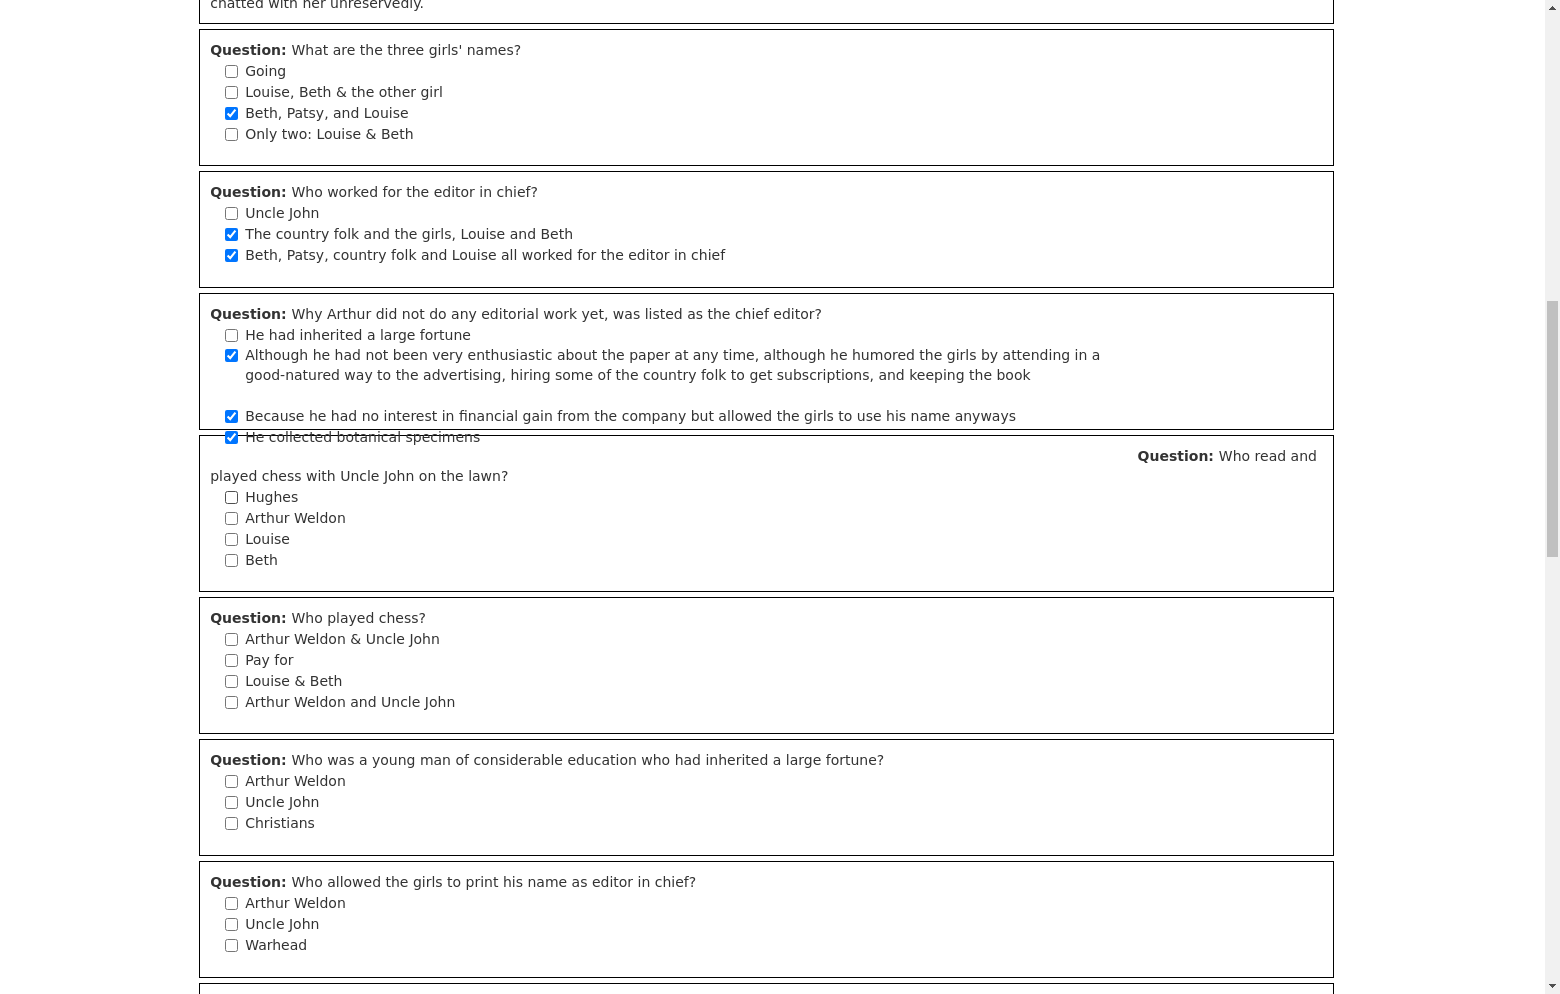 chatted with her unreservedly.
Question: What are the three girls' names?
Going
Louise, Beth & the other girl
Beth, Patsy, and Louise
Only two: Louise & Beth
Question: Who worked for the editor in chief?
Uncle John
The country folk and the girls, Louise and Beth
Beth, Patsy, country folk and Louise all worked for the editor in chief
Question: Why Arthur did not do any editorial work yet, was listed as the chief editor?
He had inherited a large fortune
Although he had not been very enthusiastic about the paper at any time, although he humored the girls by attending in a
good-natured way to the advertising, hiring some of the country folk to get subscriptions, and keeping the book
Because he had no interest in financial gain from the company but allowed the girls to use his name anyways
He collected botanical specimens
Question: Who read and
played chess with Uncle John on the lawn?
Hughes
Arthur Weldon
Louise
Beth
Question: Who played chess?
Arthur Weldon & Uncle John
Pay for
Louise & Beth
Arthur Weldon and Uncle John
Question: Who was a young man of considerable education who had inherited a large fortune?
Arthur Weldon
Uncle John
Christians
Question: Who allowed the girls to print his name as editor in chief?
Arthur Weldon
Uncle John
Warhead